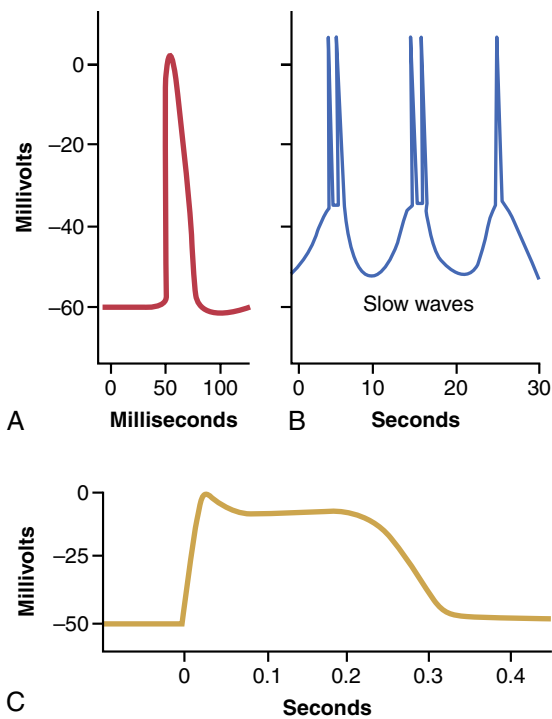 Millivolts
0
−20
−40
−60
0 50 100
Milliseconds
A
Slow waves
0 10 20 30
Seconds
B
Millivolts
0
−25
−50
0 0.1 0.2 0.3 0.4
Seconds
C